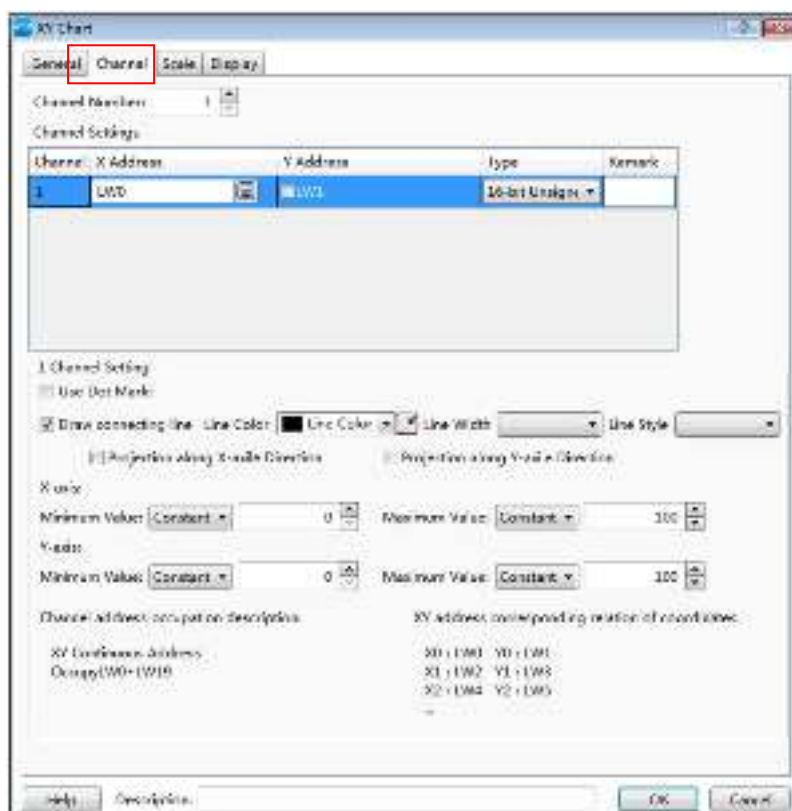 XY Chart
General Channel Scale Display
Channel Number: 1
Channel Settings
Channel X Address Y Address Type Remark
1 LW0 LW1 16-bit Unsigne
1 Channel Setting
Use Dot Mark
Draw connecting line Line Color Line Color Line Width Line Style
Projection along X-axile Direction Projection along Y-axile Direction
X-axis
Minimum Value: Constant 0 Maximum Value: Constant 100
Y-axis
Minimum Value: Constant 0 Maximum Value: Constant 100
Channel address occupation description: XY address corresponding relation of coordinates:
XY Continuous Address X0 : LW0 Y0 : LW1
Occupy LW0~LW19 X1 : LW2 Y1 : LW3
X2 : LW4 Y2 : LW5
...
Help Description: OK Cancel